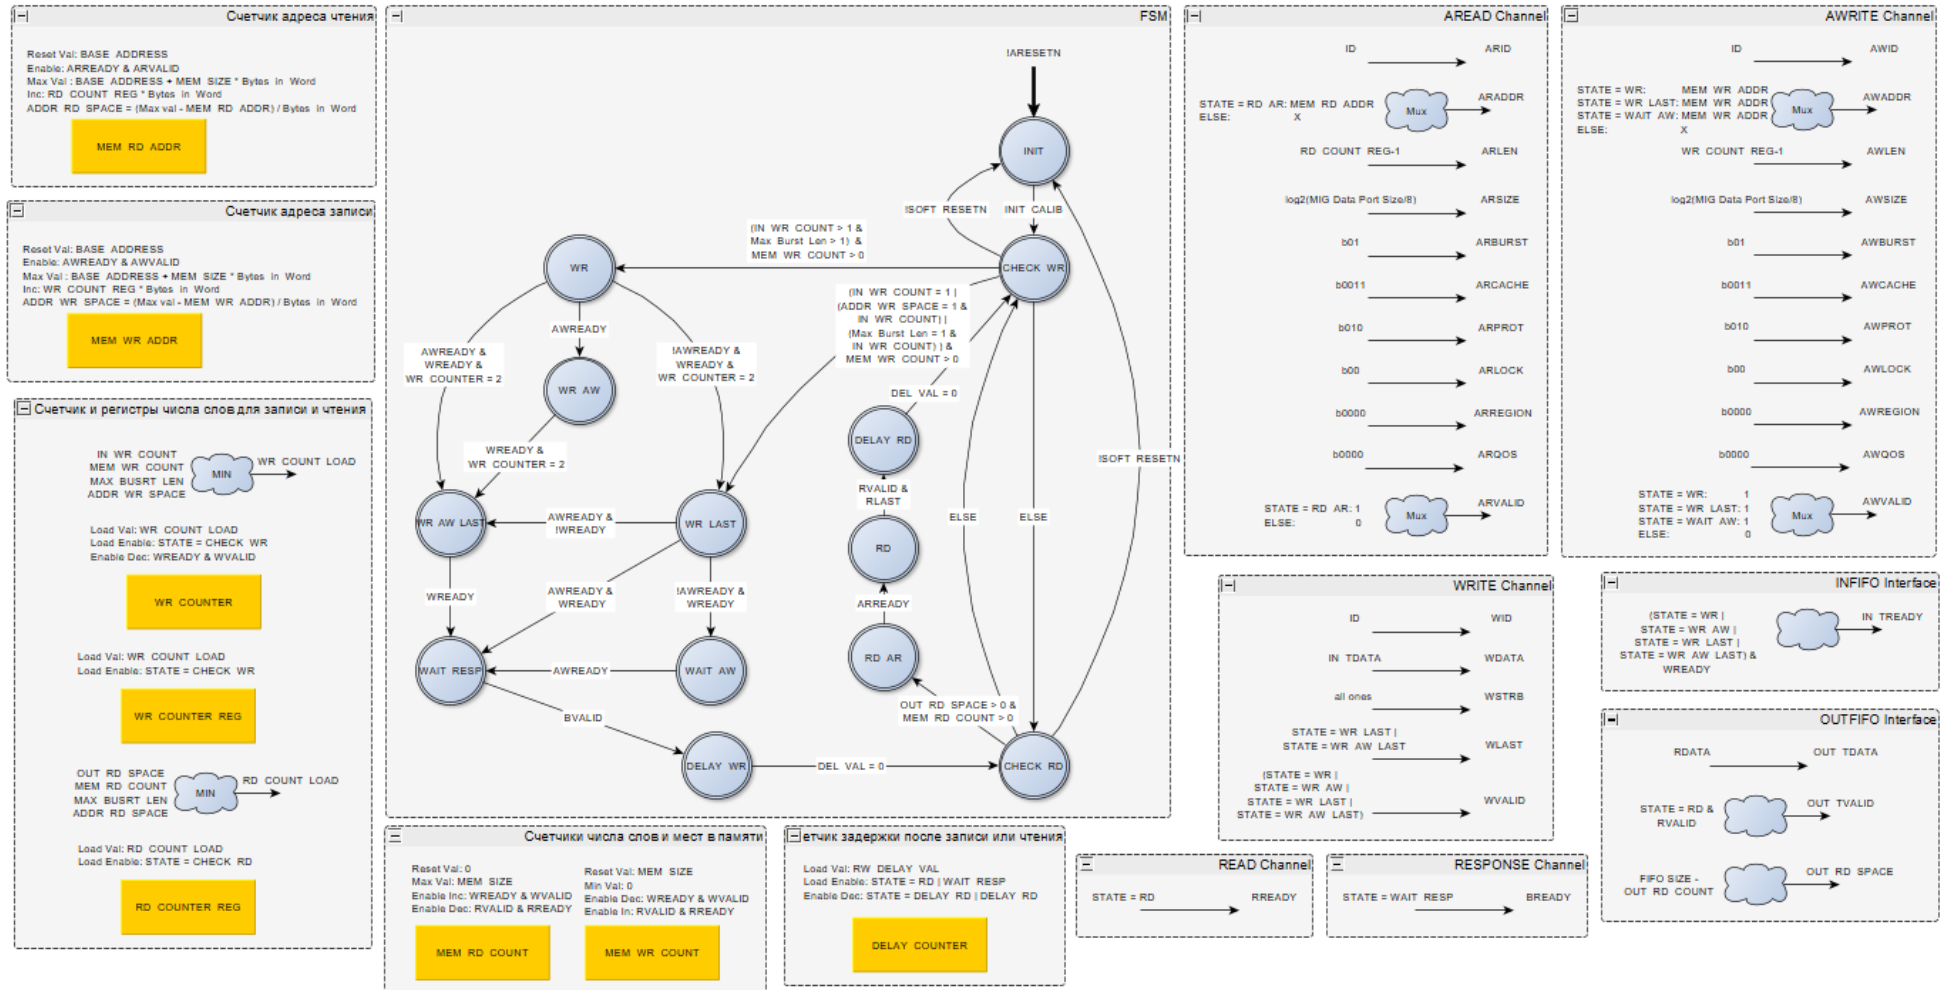 Счетчик адреса чтения
Reset Val: BASE ADDRESS
Enable: ARREADY & ARVALID
Max Val : BASE ADDRESS + MEM SIZE * Bytes in Word
Inc: RD COUNT REG * Bytes in Word
ADDR RD SPACE = (Max val - MEM RD ADDR) / Bytes in Word
MEM RD ADDR
Счетчик адреса записи
Reset Val: BASE ADDRESS
Enable: AWREADY & AWVALID
Max Val : BASE ADDRESS + MEM SIZE * Bytes in Word
Inc: WR COUNT REG * Bytes in Word
ADDR WR SPACE = (Max val - MEM WR ADDR) / Bytes in Word
MEM WR ADDR
Счетчик и регистры числа слов для записи и чтения
IN WR COUNT
MEM WR COUNT
MAX BUSRT LEN
ADDR WR SPACE
MIN
WR COUNT LOAD
Load Val: WR COUNT LOAD
Load Enable: STATE = CHECK WR
Enable Dec: WREADY & WVALID
WR COUNTER
Load Val: WR COUNT LOAD
Load Enable: STATE = CHECK WR
WR COUNTER REG
OUT RD SPACE
MEM RD COUNT
MAX BUSRT LEN
ADDR RD SPACE
MIN
RD COUNT LOAD
Load Val: RD COUNT LOAD
Load Enable: STATE = CHECK RD
RD COUNTER REG
FSM
!ARESETN
INIT
!SOFT RESETN
INIT CALIB
(IN WR COUNT > 1 &
Max Burst Len > 1) &
MEM WR COUNT > 0
WR
CHECK WR
(IN WR COUNT = 1 |
(ADDR WR SPACE = 1 &
IN WR COUNT) |
(Max Burst Len = 1 &
IN WR COUNT) ) &
MEM WR COUNT > 0
AWREADY
AWREADY &
WREADY &
WR COUNTER = 2
!AWREADY &
WREADY &
WR COUNTER = 2
WR AW
DEL VAL = 0
DELAY RD
WREADY &
WR COUNTER = 2
!SOFT RESETN
RVALID &
RLAST
WR AW LAST
AWREADY &
!WREADY
WR LAST
ELSE
ELSE
RD
WREADY
AWREADY &
WREADY
!AWREADY &
WREADY
ARREADY
WAIT RESP
AWREADY
WAIT AW
RD AR
OUT RD SPACE > 0 &
MEM RD COUNT > 0
BVALID
DELAY WR
DEL VAL = 0
CHECK RD
Счетчики числа слов и мест в памяти
Reset Val: 0
Max Val: MEM SIZE
Enable Inc: WREADY & WVALID
Enable Dec: RVALID & RREADY
MEM RD COUNT
Reset Val: MEM SIZE
Min Val: 0
Enable Dec: WREADY & WVALID
Enable In: RVALID & RREADY
MEM WR COUNT
етчик задержки после записи или чтения
Load Val: RW DELAY VAL
Load Enable: STATE = RD | WAIT RESP
Enable Dec: STATE = DELAY RD | DELAY RD
DELAY COUNTER
AREAD Channel
ID
ARID
STATE = RD AR: MEM RD ADDR
ELSE: X
Mux
ARADDR
RD COUNT REG-1
ARLEN
log2(MIG Data Port Size/8)
ARSIZE
b01
ARBURST
b0011
ARCACHE
b010
ARPROT
b00
ARLOCK
b0000
ARREGION
b0000
ARQOS
STATE = RD AR: 1
ELSE: 0
Mux
ARVALID
AWRITE Channel
ID
AWID
STATE = WR: MEM WR ADDR
STATE = WR LAST: MEM WR ADDR
STATE = WAIT AW: MEM WR ADDR
ELSE: X
Mux
AWADDR
WR COUNT REG-1
AWLEN
log2(MIG Data Port Size/8)
AWSIZE
b01
AWBURST
b0011
AWCACHE
b010
AWPROT
b00
AWLOCK
b0000
AWREGION
b0000
AWQOS
STATE = WR: 1
STATE = WR LAST: 1
STATE = WAIT AW: 1
ELSE: 0
Mux
AWVALID
WRITE Channel
ID
WID
IN TDATA
WDATA
all ones
WSTRB
STATE = WR LAST |
STATE = WR AW LAST
WLAST
(STATE = WR |
STATE = WR AW |
STATE = WR LAST |
STATE = WR AW LAST)
WVALID
INFIFO Interface
(STATE = WR |
STATE = WR AW |
STATE = WR LAST |
STATE = WR AW LAST) &
WREADY
IN TREADY
OUTFIFO Interface
RDATA
OUT TDATA
STATE = RD &
RVALID
OUT TVALID
FIFO SIZE -
OUT RD COUNT
OUT RD SPACE
READ Channel
STATE = RD
RREADY
RESPONSE Channel
STATE = WAIT RESP
BREADY